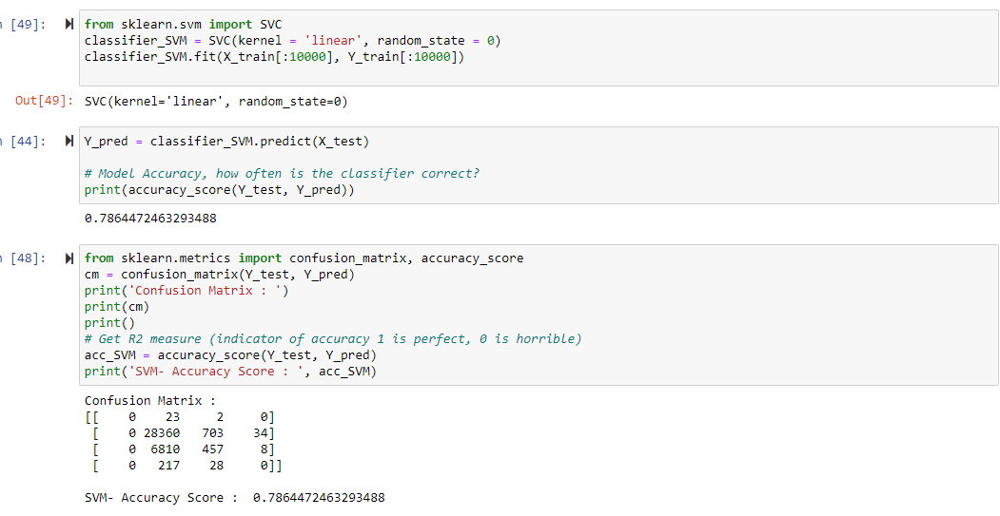 [49]:
from sklearn.svm import SVC
classifier_SVM = SVC(kernel = 'linear', random_state = 0)
classifier_SVM.fit(X_train[:10000], Y_train[:10000])
Out[49]: SVC(kernel='linear', random_state=0)
[44]:
Y_pred = classifier_SVM.predict(X_test)
# Model Accuracy, how often is the classifier correct?
print(accuracy_score(Y_test, Y_pred))
0.7864472463293488
[48]:
from sklearn.metrics import confusion_matrix, accuracy_score
cm = confusion_matrix(Y_test, Y_pred)
print('Confusion Matrix : ')
print(cm)
print()
# Get R2 measure (indicator of accuracy 1 is perfect, 0 is horrible)
acc_SVM = accuracy_score(Y_test, Y_pred)
print('SVM- Accuracy Score : ', acc_SVM)
Confusion Matrix :
[[    0    23     2     0]
 [    0 28360   703    34]
 [    0  6810   457     8]
 [    0   217    28     0]]
SVM- Accuracy Score :  0.7864472463293488